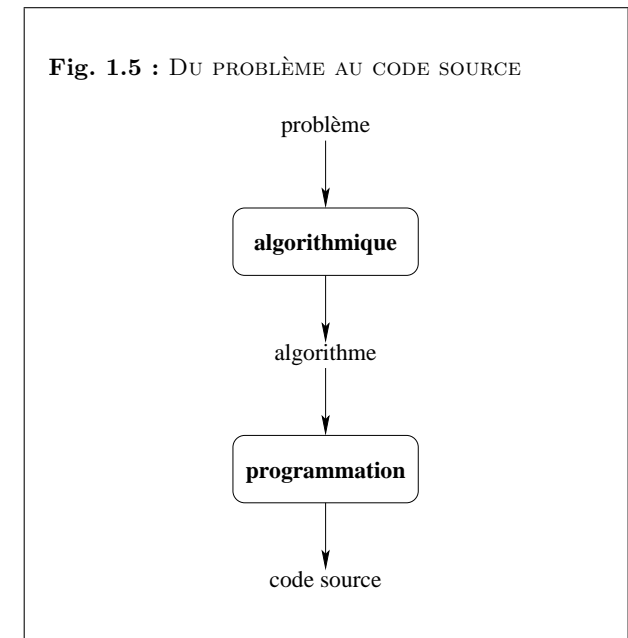 Fig. 1.5 : Du problème au code source
problème
algorithmique
algorithme
programmation
code source